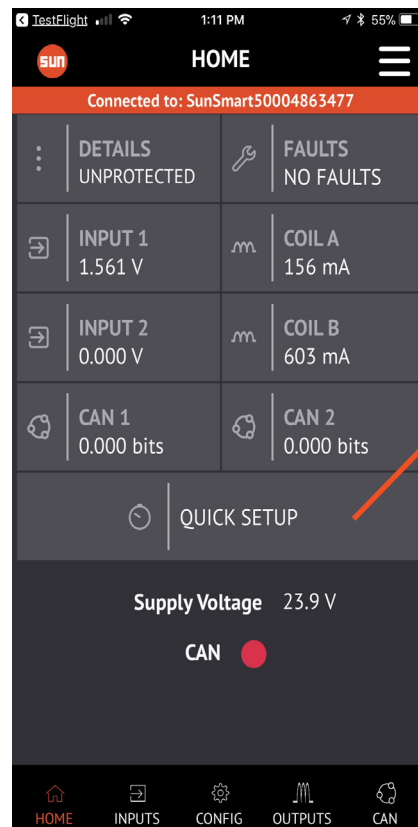 TestFlight 1:11 PM 55%
sun HOME
Connected to: SunSmart50004863477
DETAILS FAULTS
UNPROTECTED NO FAULTS
INPUT 1 COIL A
1.561 V 156 mA
INPUT 2 COIL B
0.000 V 603 mA
CAN 1 CAN 2
0.000 bits 0.000 bits
QUICK SETUP
Supply Voltage 23.9 V
CAN
HOME INPUTS CONFIG OUTPUTS CAN